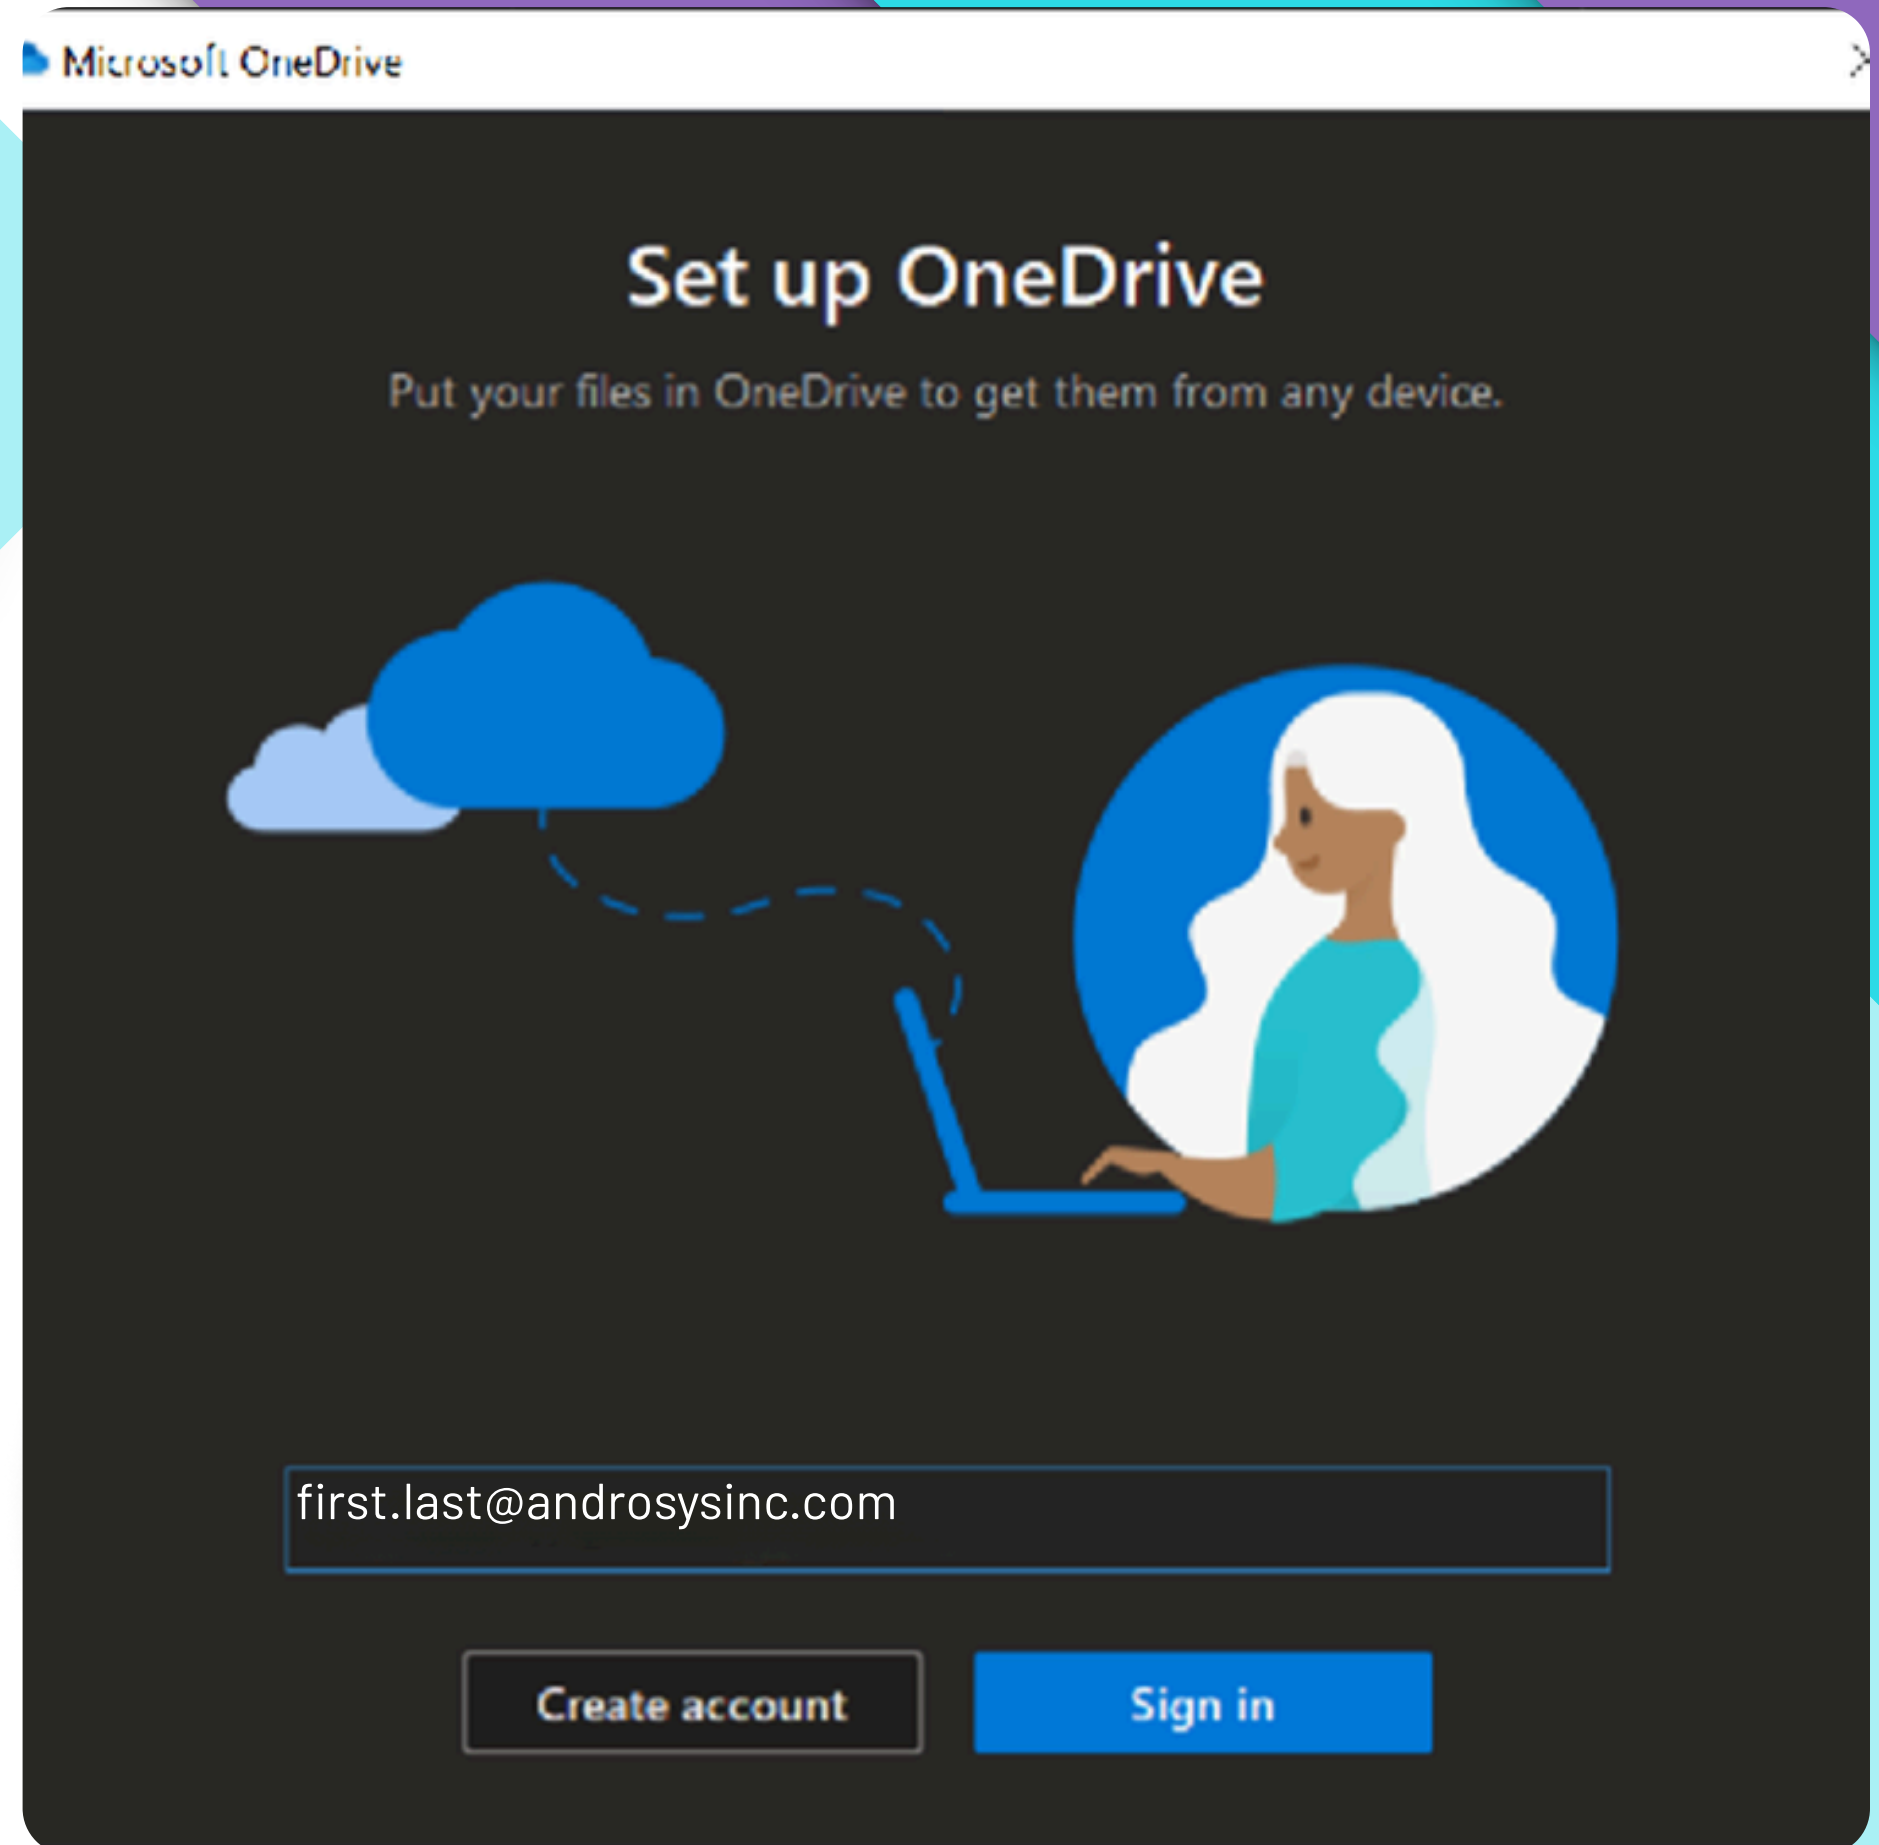 Microsoft OneDrive
Set up OneDrive
Put your files in OneDrive to get them from any device.
first.last@androsysinc.com
Create account
Sign in